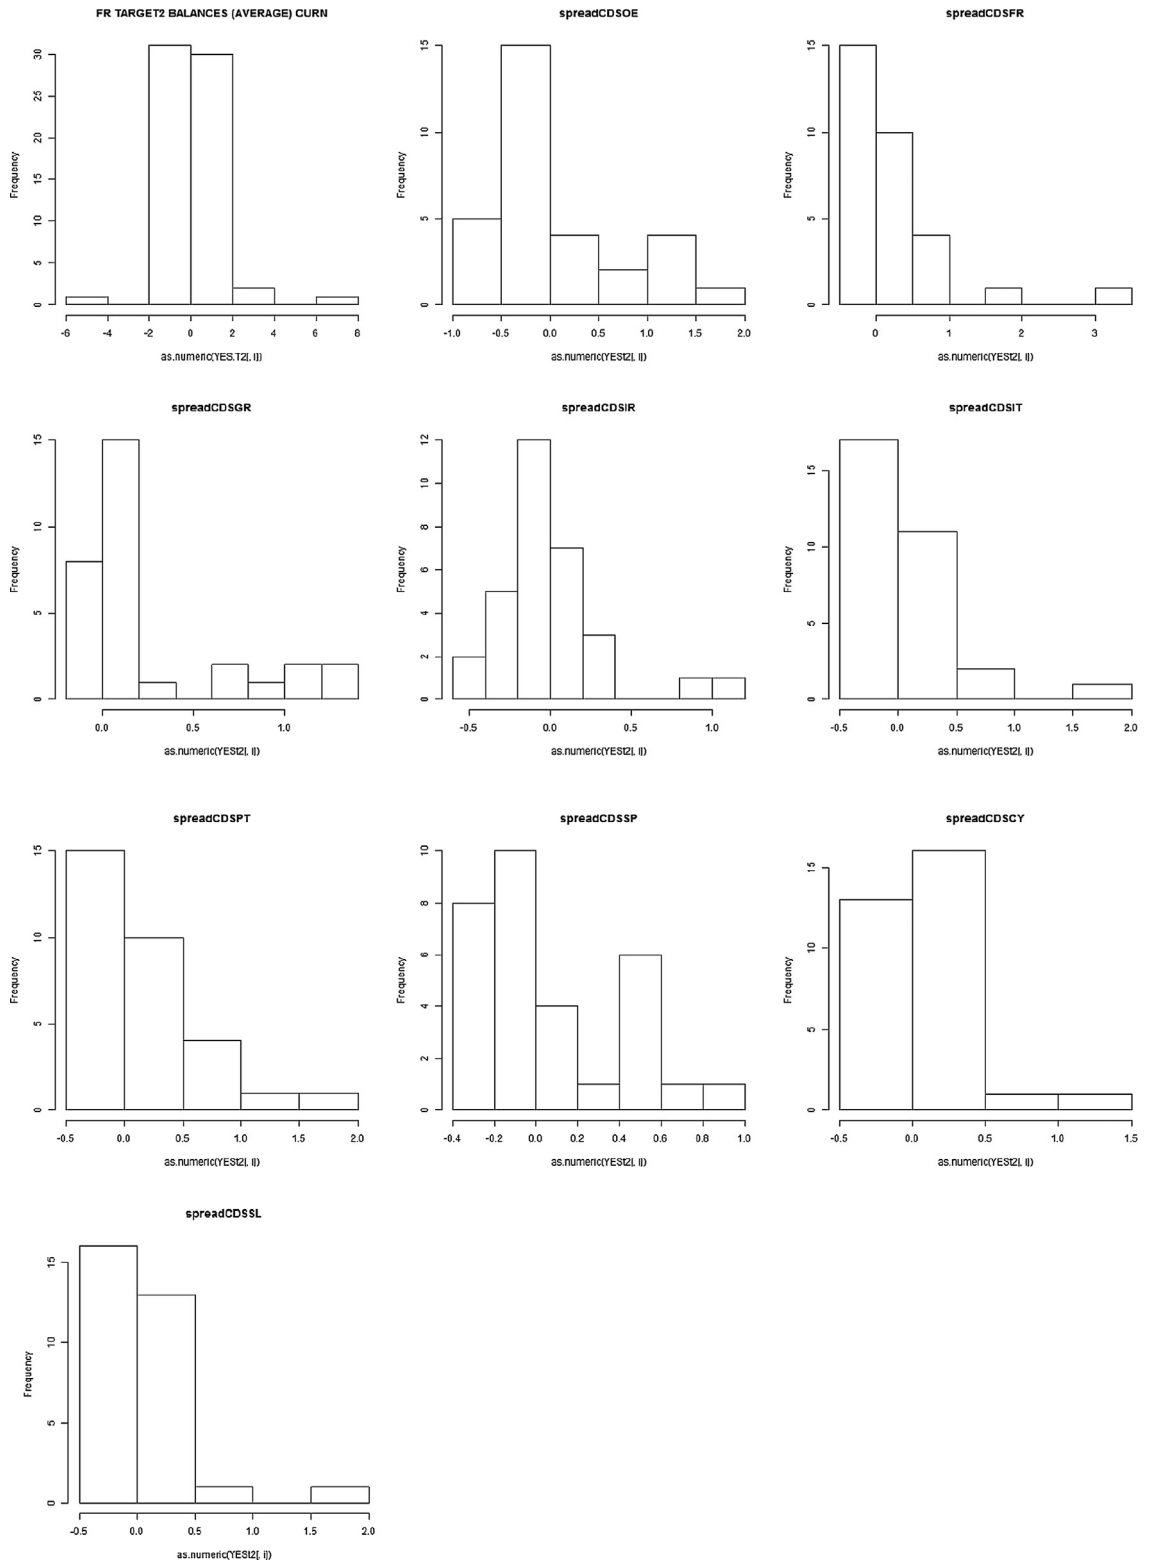 FR TARGET2 BALANCES (AVERAGE) CURN
Frequency
0 5 10 15 20 25 30
-6 -4 -2 0 2 4 6 8
as.numeric(YES.T2[, i])
spreadCDSOE
Frequency
0 5 10 15
-1.0 -0.5 0.0 0.5 1.0 1.5 2.0
as.numeric(YESt2[, i])
spreadCDSFR
Frequency
0 5 10 15
0 1 2 3
as.numeric(YESt2[, i])
spreadCDSGR
Frequency
0 5 10 15
0.0 0.5 1.0
as.numeric(YESt2[, i])
spreadCDSIR
Frequency
0 2 4 6 8 10 12
-0.5 0.0 0.5 1.0
as.numeric(YESt2[, i])
spreadCDSIT
Frequency
0 5 10 15
-0.5 0.0 0.5 1.0 1.5 2.0
as.numeric(YESt2[, i])
spreadCDSPT
Frequency
0 5 10 15
-0.5 0.0 0.5 1.0 1.5 2.0
as.numeric(YESt2[, i])
spreadCDSSP
Frequency
0 2 4 6 8 10
-0.4 -0.2 0.0 0.2 0.4 0.6 0.8 1.0
as.numeric(YESt2[, i])
spreadCDSCY
Frequency
0 5 10 15
-0.5 0.0 0.5 1.0 1.5
as.numeric(YESt2[, i])
spreadCDSSL
Frequency
0 5 10 15
-0.5 0.0 0.5 1.0 1.5 2.0
as.numeric(YESt2[, i])